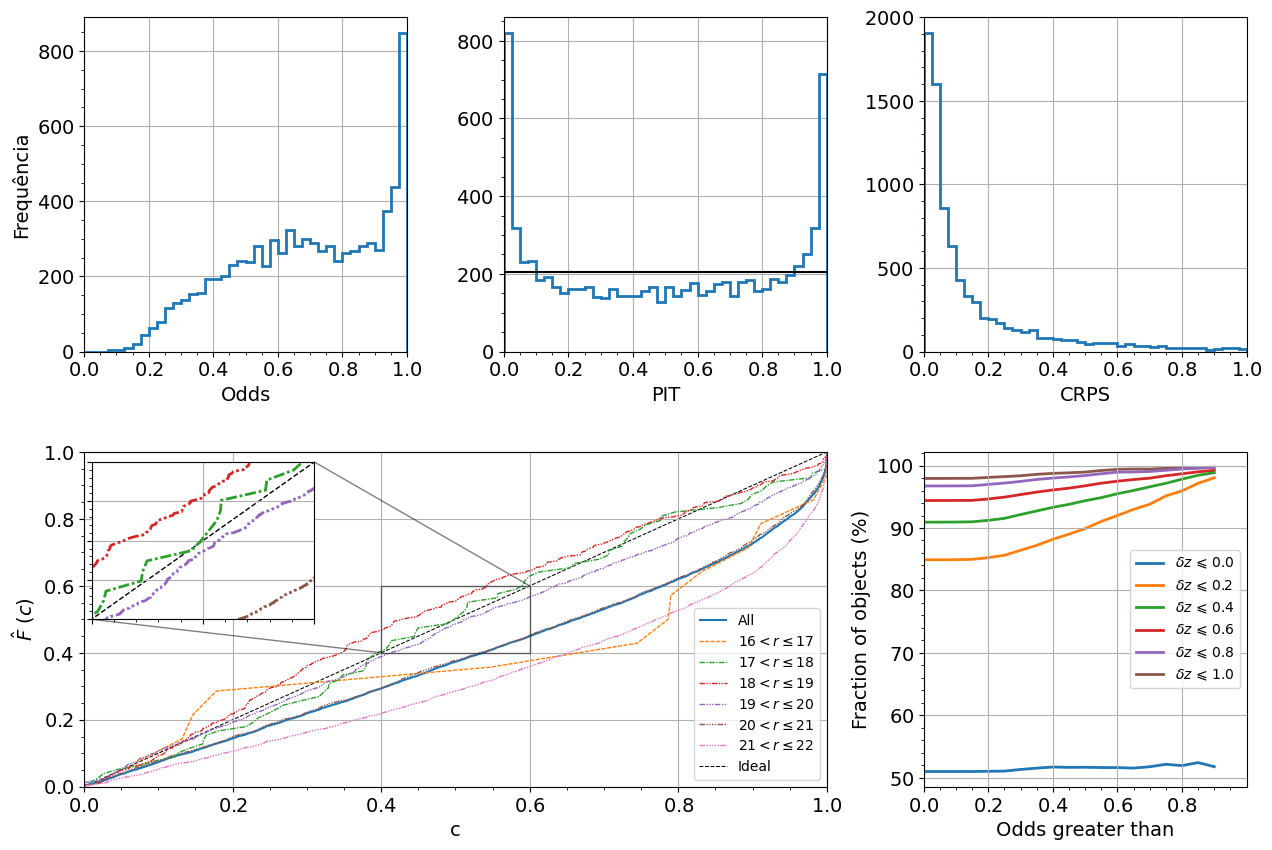 Frequência
800
600
400
200
0
0.0 0.2 0.4 0.6 0.8 1.0
Odds
800
600
400
200
0
0.0 0.2 0.4 0.6 0.8 1.0
PIT
2000
1500
1000
500
0
0.0 0.2 0.4 0.6 0.8 1.0
CRPS
F̂ (c)
1.0
0.8
0.6
0.4
0.2
0.0
0.0 0.2 0.4 0.6 0.8 1.0
c
All
16 < r ≤ 17
17 < r ≤ 18
18 < r ≤ 19
19 < r ≤ 20
20 < r ≤ 21
21 < r ≤ 22
Ideal
Fraction of objects (%)
100
90
80
70
60
50
0.0 0.2 0.4 0.6 0.8
Odds greater than
δz ⩽ 0.0
δz ⩽ 0.2
δz ⩽ 0.4
δz ⩽ 0.6
δz ⩽ 0.8
δz ⩽ 1.0